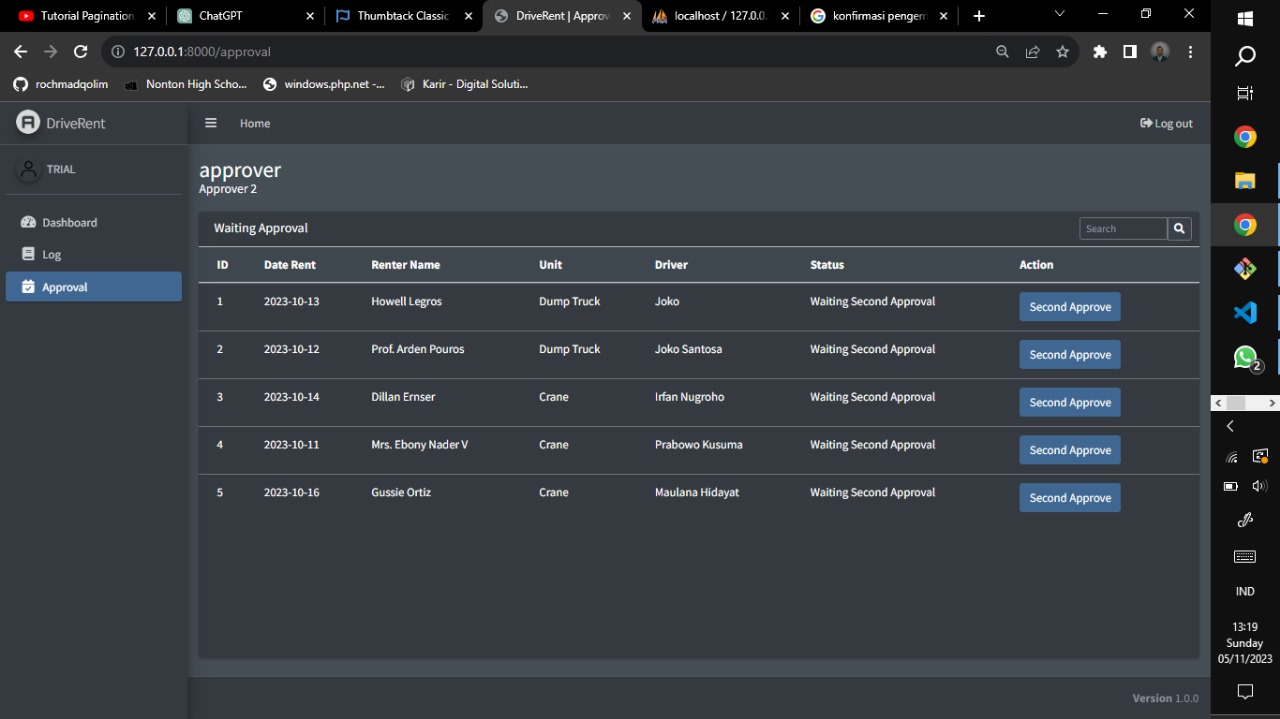 Tutorial Pagination
ChatGPT
Thumbtack Classic
DriveRent | Approv
localhost / 127.0.0.
konfirmasi pengem
127.0.0.1:8000/approval
rochmadqolim
Nonton High Scho...
windows.php.net -...
Karir - Digital Soluti...
DriveRent
Home
Log out
TRIAL
Dashboard
Log
Approval
approver
Approver 2
Waiting Approval
Search
ID Date Rent Renter Name Unit Driver Status Action
1 2023-10-13 Howell Legros Dump Truck Joko Waiting Second Approval Second Approve
2 2023-10-12 Prof. Arden Pouros Dump Truck Joko Santosa Waiting Second Approval Second Approve
3 2023-10-14 Dillan Ernser Crane Irfan Nugroho Waiting Second Approval Second Approve
4 2023-10-11 Mrs. Ebony Nader V Crane Prabowo Kusuma Waiting Second Approval Second Approve
5 2023-10-16 Gussie Ortiz Crane Maulana Hidayat Waiting Second Approval Second Approve
Version 1.0.0
2
IND
13:19
Sunday
05/11/2023